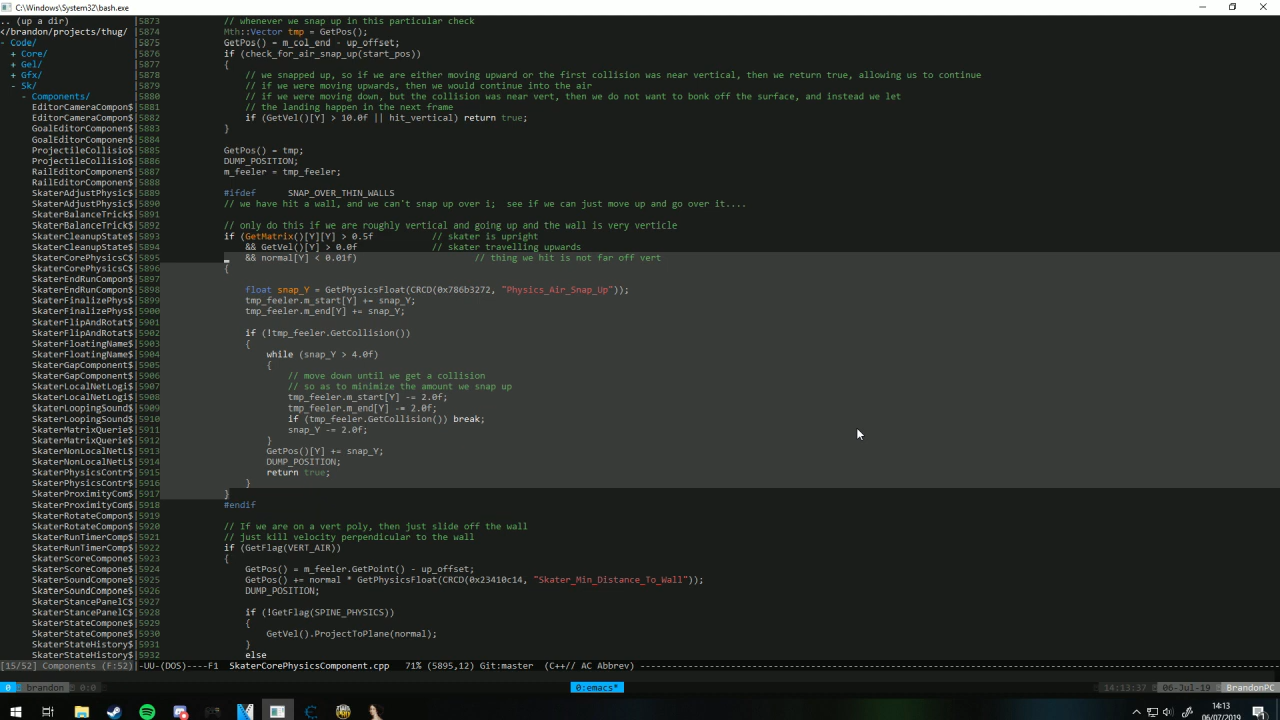 C:\Windows\System32\bash.exe
.. (up a dir)
</brandon/projects/thug/
- Code/
+ Core/
+ Gel/
+ Gfx/
- Sk/
- Components/
EditorCameraCompon$
EditorCameraCompon$
GoalEditorComponen$
GoalEditorComponen$
ProjectileCollisio$
ProjectileCollisio$
RailEditorComponen$
RailEditorComponen$
SkaterAdjustPhysic$
SkaterAdjustPhysic$
SkaterBalanceTrick$
SkaterBalanceTrick$
SkaterCleanupState$
SkaterCleanupState$
SkaterCorePhysicsC$
SkaterCorePhysicsC$
SkaterEndRunCompon$
SkaterEndRunCompon$
SkaterFinalizePhys$
SkaterFinalizePhys$
SkaterFlipAndRotat$
SkaterFlipAndRotat$
SkaterFloatingName$
SkaterFloatingName$
SkaterGapComponent$
SkaterGapComponent$
SkaterLocalNetLogi$
SkaterLocalNetLogi$
SkaterLoopingSound$
SkaterLoopingSound$
SkaterMatrixQuerie$
SkaterMatrixQuerie$
SkaterNonLocalNetL$
SkaterNonLocalNetL$
SkaterPhysicsContr$
SkaterPhysicsContr$
SkaterProximityCom$
SkaterProximityCom$
SkaterRotateCompon$
SkaterRotateCompon$
SkaterRunTimerComp$
SkaterRunTimerComp$
SkaterScoreCompone$
SkaterSoundCompone$
SkaterSoundCompone$
SkaterStancePanelC$
SkaterStancePanelC$
SkaterStateCompone$
SkaterStateCompone$
SkaterStateHistory$
SkaterStateHistory$
5873 // whenever we snap up in this particular check
5874 Mth::Vector tmp = GetPos();
5875 GetPos() = m_col_end - up_offset;
5876 if (check_for_air_snap_up(start_pos))
5877 {
5878 // we snapped up, so if we are either moving upward or the first collision was near vertical, then we return true, allowing us to continue
5879 // if we were moving upwards, then we would continue into the air
5880 // if we were moving down, but the collision was near vert, then we do not want to bonk off the surface, and instead we let
5881 // the landing happen in the next frame
5882 if (GetVel()[Y] > 10.0f || hit_vertical) return true;
5883 }
5884
5885 GetPos() = tmp;
5886 DUMP_POSITION;
5887 m_feeler = tmp_feeler;
5888
5889 #ifdef SNAP_OVER_THIN_WALLS
5890 // we have hit a wall, and we can't snap up over i; see if we can just move up and go over it....
5891
5892 // only do this if we are roughly vertical and going up and the wall is very verticle
5893 if (GetMatrix()[Y][Y] > 0.5f // skater is upright
5894 && GetVel()[Y] > 0.0f // skater travelling upwards
5895 && normal[Y] < 0.01f) // thing we hit is not far off vert
5896 {
5897
5898 float snap_Y = GetPhysicsFloat(CRCD(0x786b3272, "Physics_Air_Snap_Up"));
5899 tmp_feeler.m_start[Y] += snap_Y;
5900 tmp_feeler.m_end[Y] += snap_Y;
5901
5902 if (!tmp_feeler.GetCollision())
5903 {
5904 while (snap_Y > 4.0f)
5905 {
5906 // move down until we get a collision
5907 // so as to minimize the amount we snap up
5908 tmp_feeler.m_start[Y] -= 2.0f;
5909 tmp_feeler.m_end[Y] -= 2.0f;
5910 if (tmp_feeler.GetCollision()) break;
5911 snap_Y -= 2.0f;
5912 }
5913 GetPos()[Y] += snap_Y;
5914 DUMP_POSITION;
5915 return true;
5916 }
5917 }
5918 #endif
5919
5920 // If we are on a vert poly, then just slide off the wall
5921 // just kill velocity perpendicular to the wall
5922 if (GetFlag(VERT_AIR))
5923 {
5924 GetPos() = m_feeler.GetPoint() - up_offset;
5925 GetPos() += normal * GetPhysicsFloat(CRCD(0x23410c14, "Skater_Min_Distance_To_Wall"));
5926 DUMP_POSITION;
5927
5928 if (!GetFlag(SPINE_PHYSICS))
5929 {
5930 GetVel().ProjectToPlane(normal);
5931 }
5932 else
[15/52] Components (F:52) -UU-(DOS)----F1 SkaterCorePhysicsComponent.cpp 71% (5895,12) Git:master (C++// AC Abbrev)
0 brandon 0:0 0:emacs* 14:13:37 06-Jul-19 BrandonPC
14:13
06/07/2019